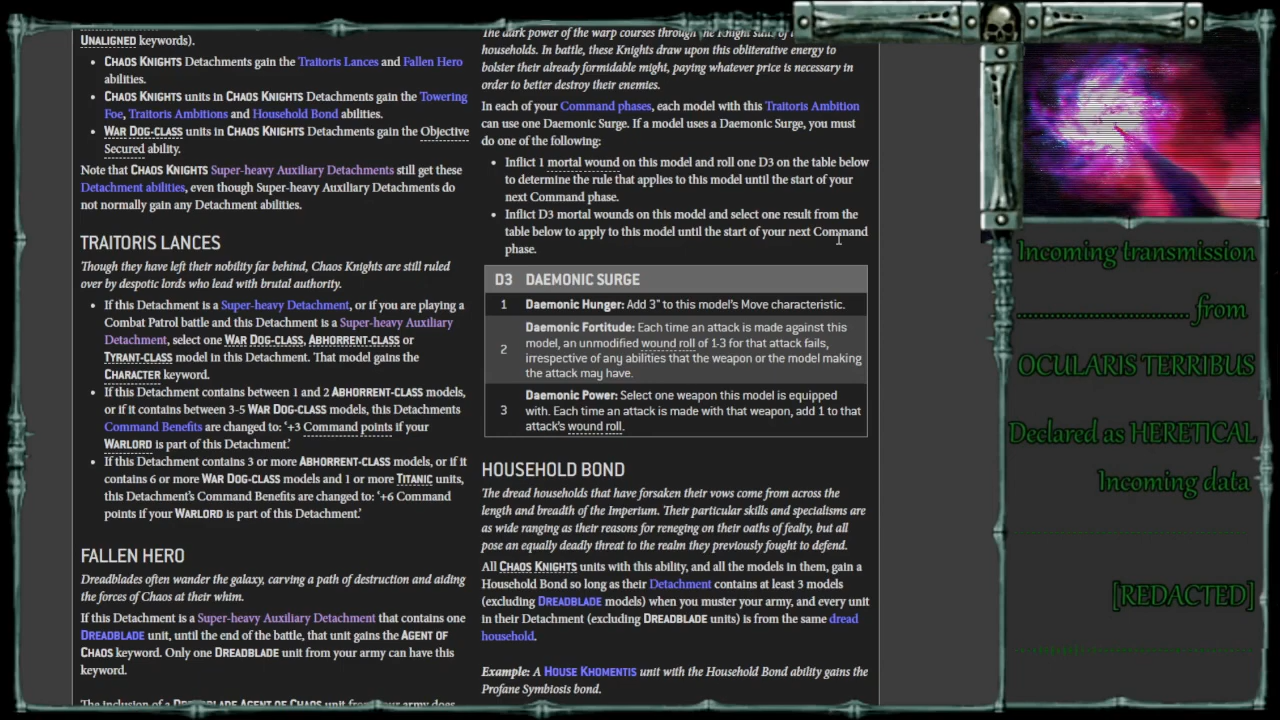 UNALIGNED keywords).
• CHAOS KNIGHTS Detachments gain the Traitoris Lances and Fallen Hero
abilities.
• CHAOS KNIGHTS units in CHAOS KNIGHTS Detachments gain the Towering
Foe, Traitoris Ambitions and Household Bond abilities.
• WAR DOG-CLASS units in CHAOS KNIGHTS Detachments gain the Objective
Secured ability.
Note that CHAOS KNIGHTS Super-heavy Auxiliary Detachments still get these
Detachment abilities, even though Super-heavy Auxiliary Detachments do
not normally gain any Detachment abilities.
TRAITORIS LANCES
Though they have left their nobility far behind, Chaos Knights are still ruled
over by despotic lords who lead with brutal authority.
• If this Detachment is a Super-heavy Detachment, or if you are playing a
Combat Patrol battle and this Detachment is a Super-heavy Auxiliary
Detachment, select one WAR DOG-CLASS, ABHORRENT-CLASS or
TYRANT-CLASS model in this Detachment. That model gains the
CHARACTER keyword.
• If this Detachment contains between 1 and 2 ABHORRENT-CLASS models,
or if it contains between 3-5 WAR DOG-CLASS models, this Detachments
Command Benefits are changed to: '+3 Command points if your
WARLORD is part of this Detachment.'
• If this Detachment contains 3 or more ABHORRENT-CLASS models, or if it
contains 6 or more WAR DOG-CLASS models and 1 or more TITANIC units,
this Detachment's Command Benefits are changed to: '+6 Command
points if your WARLORD is part of this Detachment.'
FALLEN HERO
Dreadblades often wander the galaxy, carving a path of destruction and aiding
the forces of Chaos at their whim.
If this Detachment is a Super-heavy Auxiliary Detachment that contains one
DREADBLADE unit, until the end of the battle, that unit gains the AGENT OF
CHAOS keyword. Only one DREADBLADE unit from your army can have this
keyword.
The inclusion of a DREADBLADE AGENT OF CHAOS unit from your army does
The dark power of the warp courses through the Knight suits of
households. In battle, these Knights draw upon this obliterative energy to
bolster their already formidable might, paying whatever price is necessary in
order to better destroy their enemies.
In each of your Command phases, each model with this Traitoris Ambition
can use one Daemonic Surge. If a model uses a Daemonic Surge, you must
do one of the following:
• Inflict 1 mortal wound on this model and roll one D3 on the table below
to determine the rule that applies to this model until the start of your
next Command phase.
• Inflict D3 mortal wounds on this model and select one result from the
table below to apply to this model until the start of your next Command
phase.
D3 DAEMONIC SURGE
1 Daemonic Hunger: Add 3" to this model's Move characteristic.
Daemonic Fortitude: Each time an attack is made against this
model, an unmodified wound roll of 1-3 for that attack fails,
2 irrespective of any abilities that the weapon or the model making
the attack may have.
Daemonic Power: Select one weapon this model is equipped
3 with. Each time an attack is made with that weapon, add 1 to that
attack's wound roll.
HOUSEHOLD BOND
The dread households that have forsaken their vows come from across the
length and breadth of the Imperium. Their particular skills and specialisms are
as wide ranging as their reasons for reneging on their oaths of fealty, but all
pose an equally deadly threat to the realm they previously fought to defend.
All CHAOS KNIGHTS units with this ability, and all the models in them, gain a
Household Bond so long as their Detachment contains at least 3 models
(excluding DREADBLADE models) when you muster your army, and every unit
in their Detachment (excluding DREADBLADE units) is from the same dread
household.
Example: A HOUSE KHOMENTIS unit with the Household Bond ability gains the
Profane Symbiosis bond.
Incoming transmission
............................ from
OCULARIS TERRIBUS
Declared as HERETICAL
Incoming data
[REDACTED]